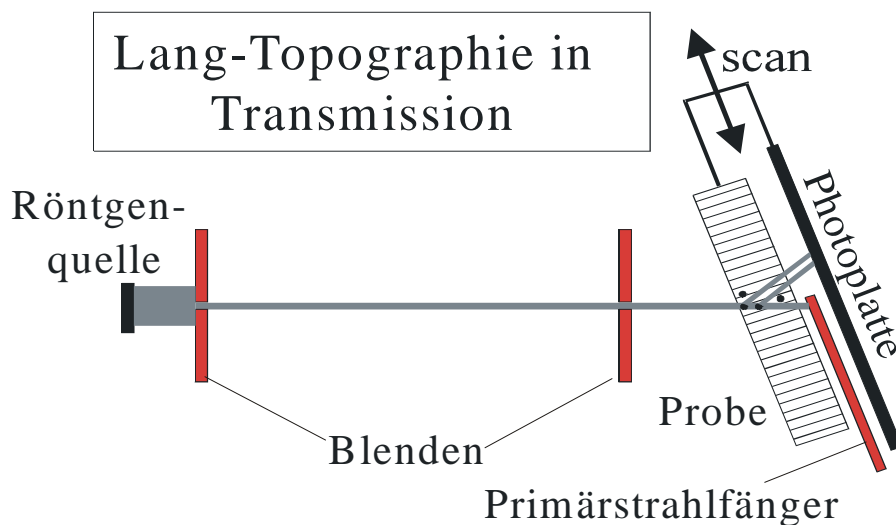 Lang-Topographie in
Transmission
scan
Röntgen-
quelle
Photoplatte
Probe
Blenden
Primärstrahlfänger